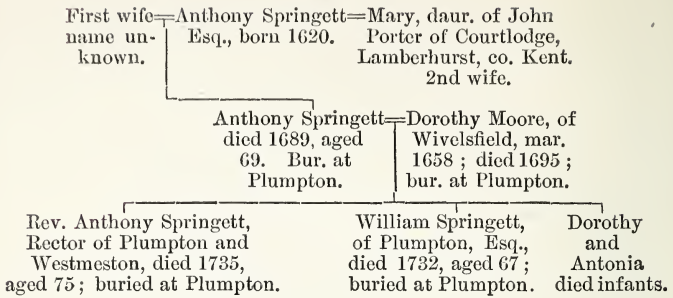 First wife=Anthony Springett=Mary, daur. of John
name un- Esq., born 1620. Porter of Courtlodge,
known. Lamberhurst, co. Kent.
2nd wife.
Anthony Springett=Dorothy Moore, of
died 1689, aged Wivelsfield, mar.
69. Bur. at 1658 ; died 1695 ;
Plumpton. bur. at Plumpton.
Rev. Anthony Springett, William Springett, Dorothy
Rector of Plumpton and of Plumpton, Esq., and
Westmeston, died 1735, died 1732, aged 67 ; Antonia
aged 75 ; buried at Plumpton. buried at Plumpton. died infants.